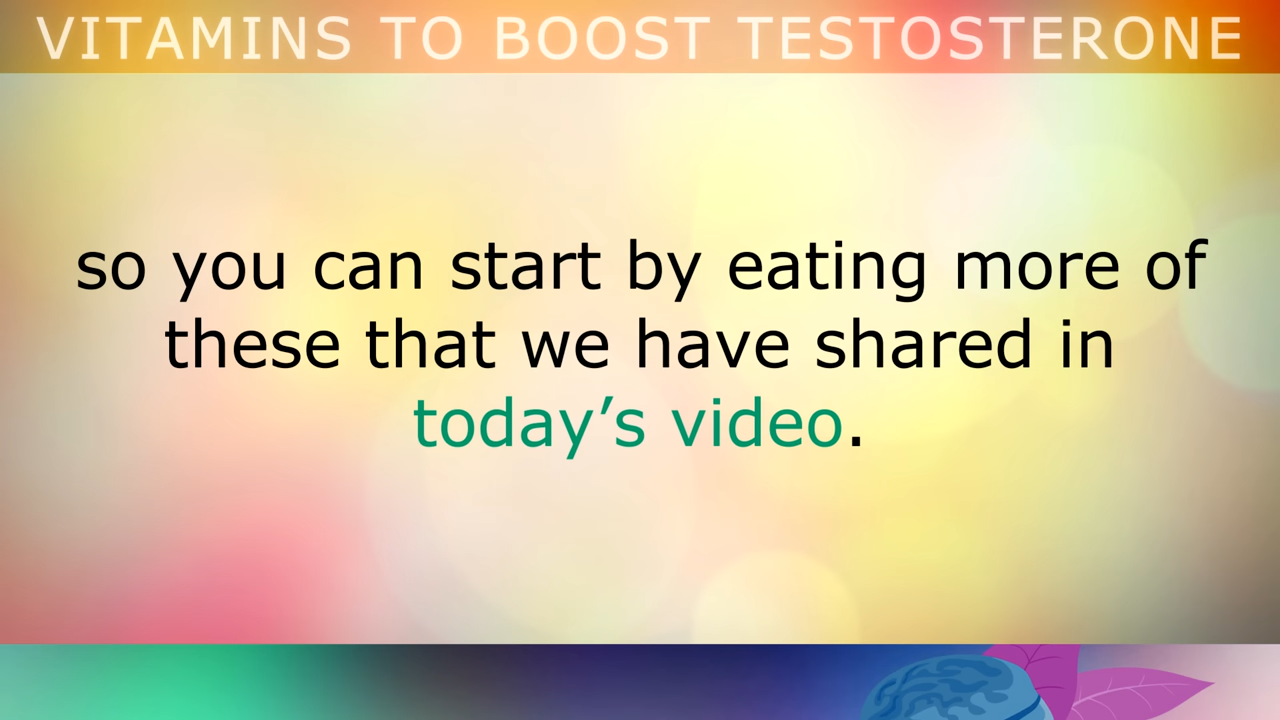 VITAMINS TO BOOST TESTOSTERONE
so you can start by eating more of
these that we have shared in
today’s video.